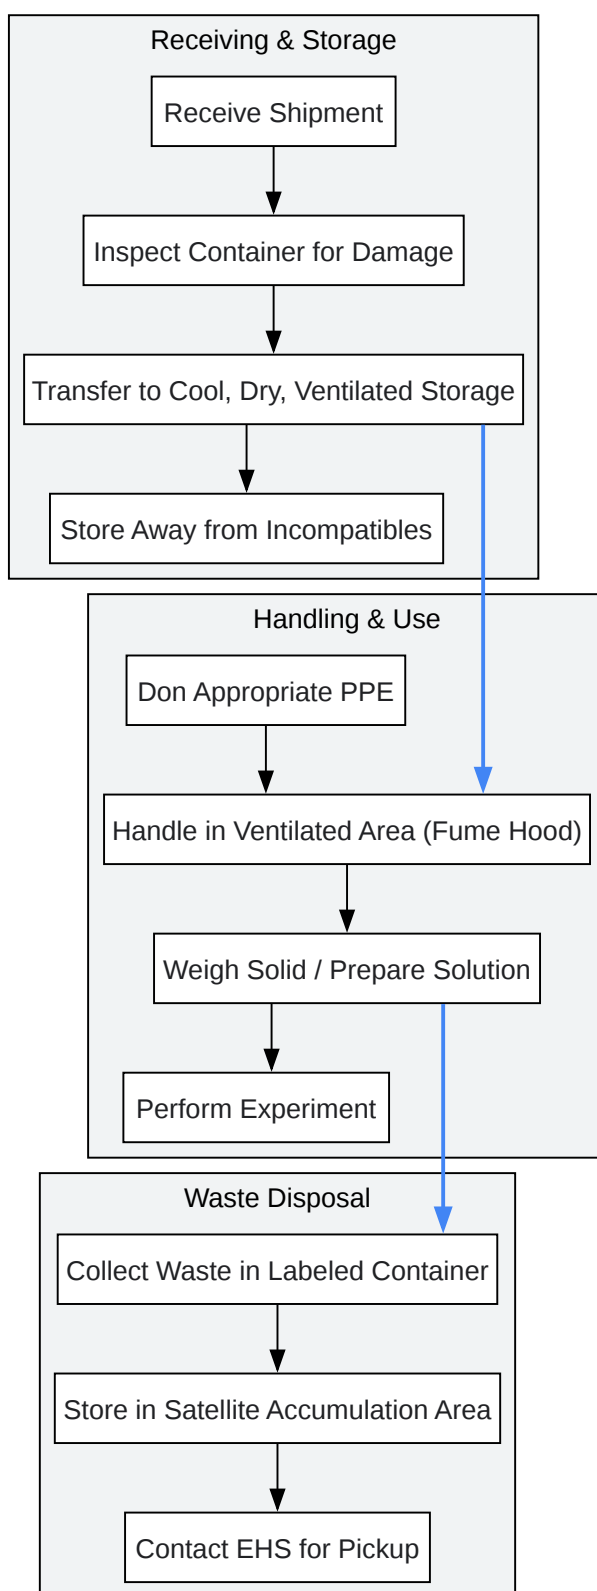 Receiving & Storage
Receive Shipment
Inspect Container for Damage
Transfer to Cool, Dry, Ventilated Storage
Store Away from Incompatibles
Handling & Use
Don Appropriate PPE
Handle in Ventilated Area (Fume Hood)
Weigh Solid / Prepare Solution
Perform Experiment
Waste Disposal
Collect Waste in Labeled Container
Store in Satellite Accumulation Area
Contact EHS for Pickup